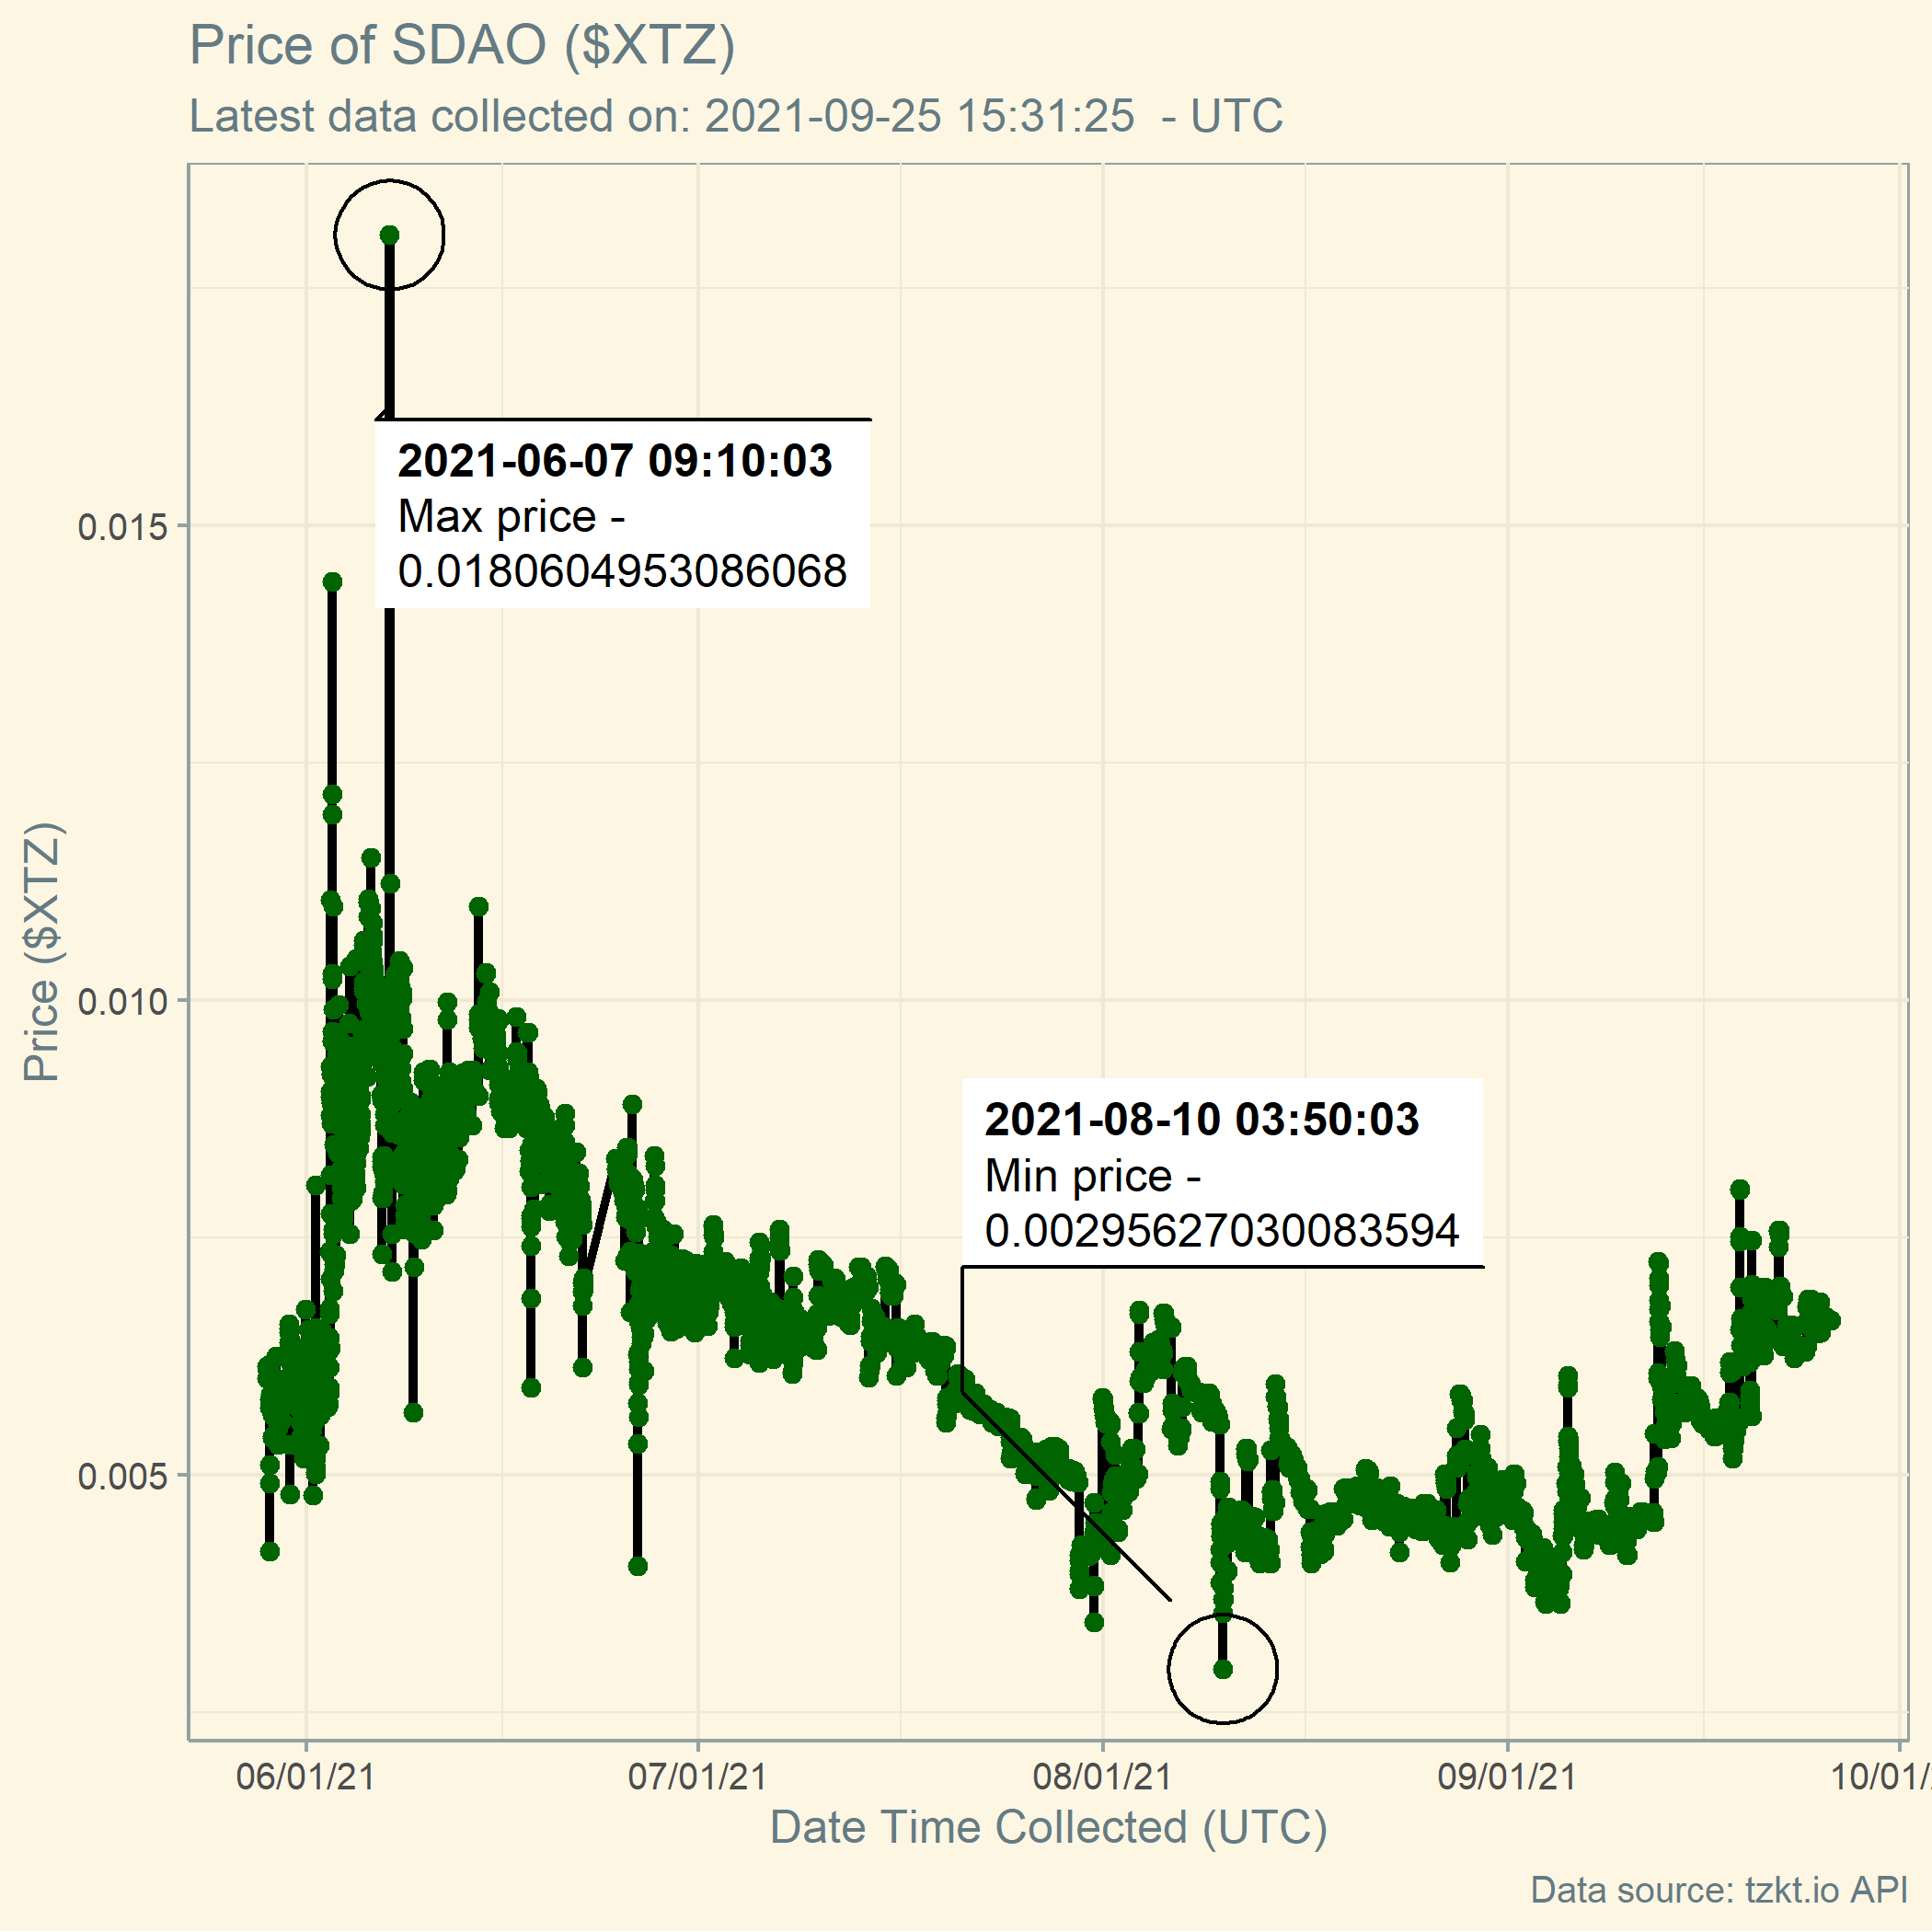 Price of SDAO ($XTZ)
Latest data collected on: 2021-09-25 15:31:25  - UTC
2021-06-07 09:10:03
Max price -
0.0180604953086068
0.015
2021-08-10 03:50:03
Min price -
0.00295627030083594
Price ($XTZ)
0.010
0.005
06/01/21
07/01/21
08/01/21
09/01/21
10/01/
Date Time Collected (UTC)
Data source: tzkt.io API